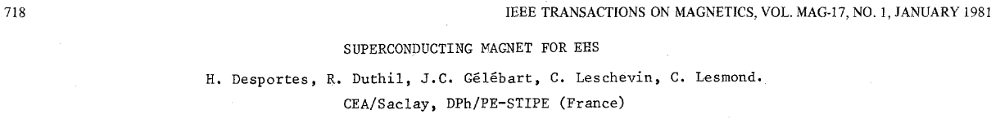 718
IEEE TRANSACTIONS ON MAGNETICS, VOL. MAG-17, NO. 1, JANUARY 1981
SUPERCONDUCTING MAGNET FOR EHS
H. Desportes, R. Duthil, J.C. Gélébart, C. Leschevin, C. Lesmond.
CEA/Saclay, DPh/PE-STIPE (France)